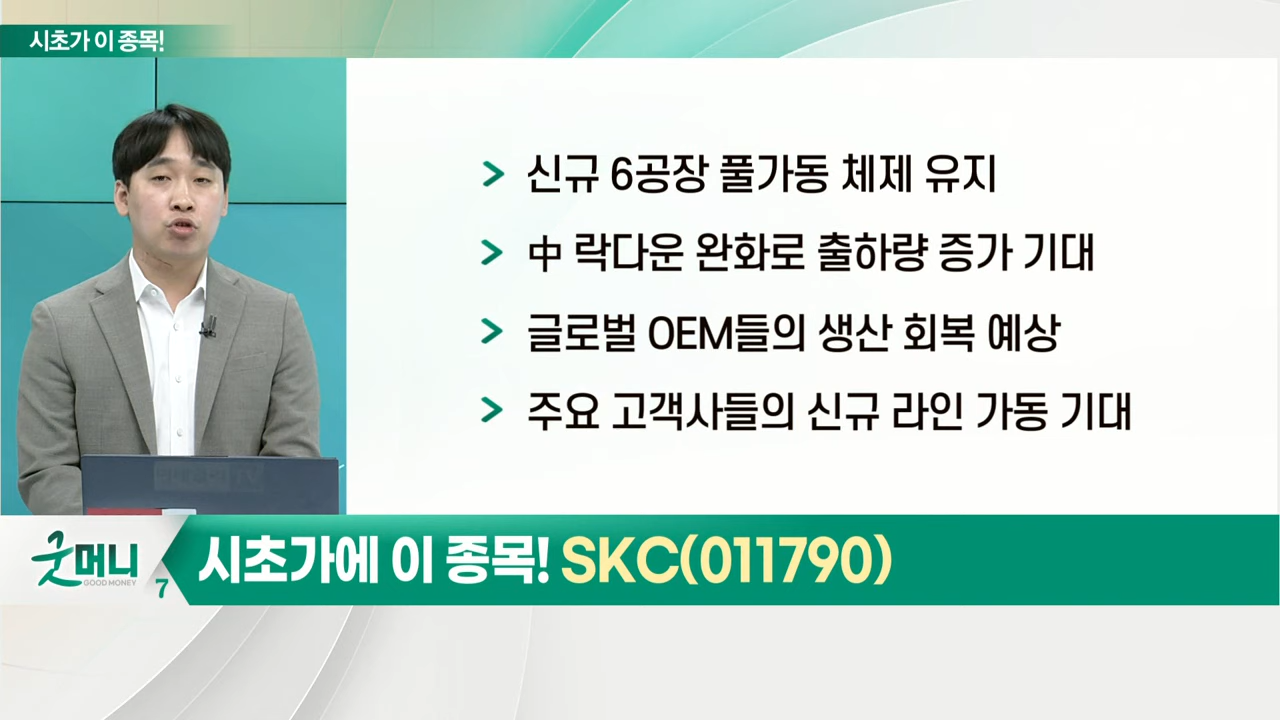 시초가 이 종목!
> 신규 6공장 풀가동 체제 유지
> 中 락다운 완화로 출하량 증가 기대
> 글로벌 OEM들의 생산 회복 예상
> 주요 고객사들의 신규 라인 가동 기대
굿머니
GOOD MONEY
7
시초가에 이 종목! SKC(011790)